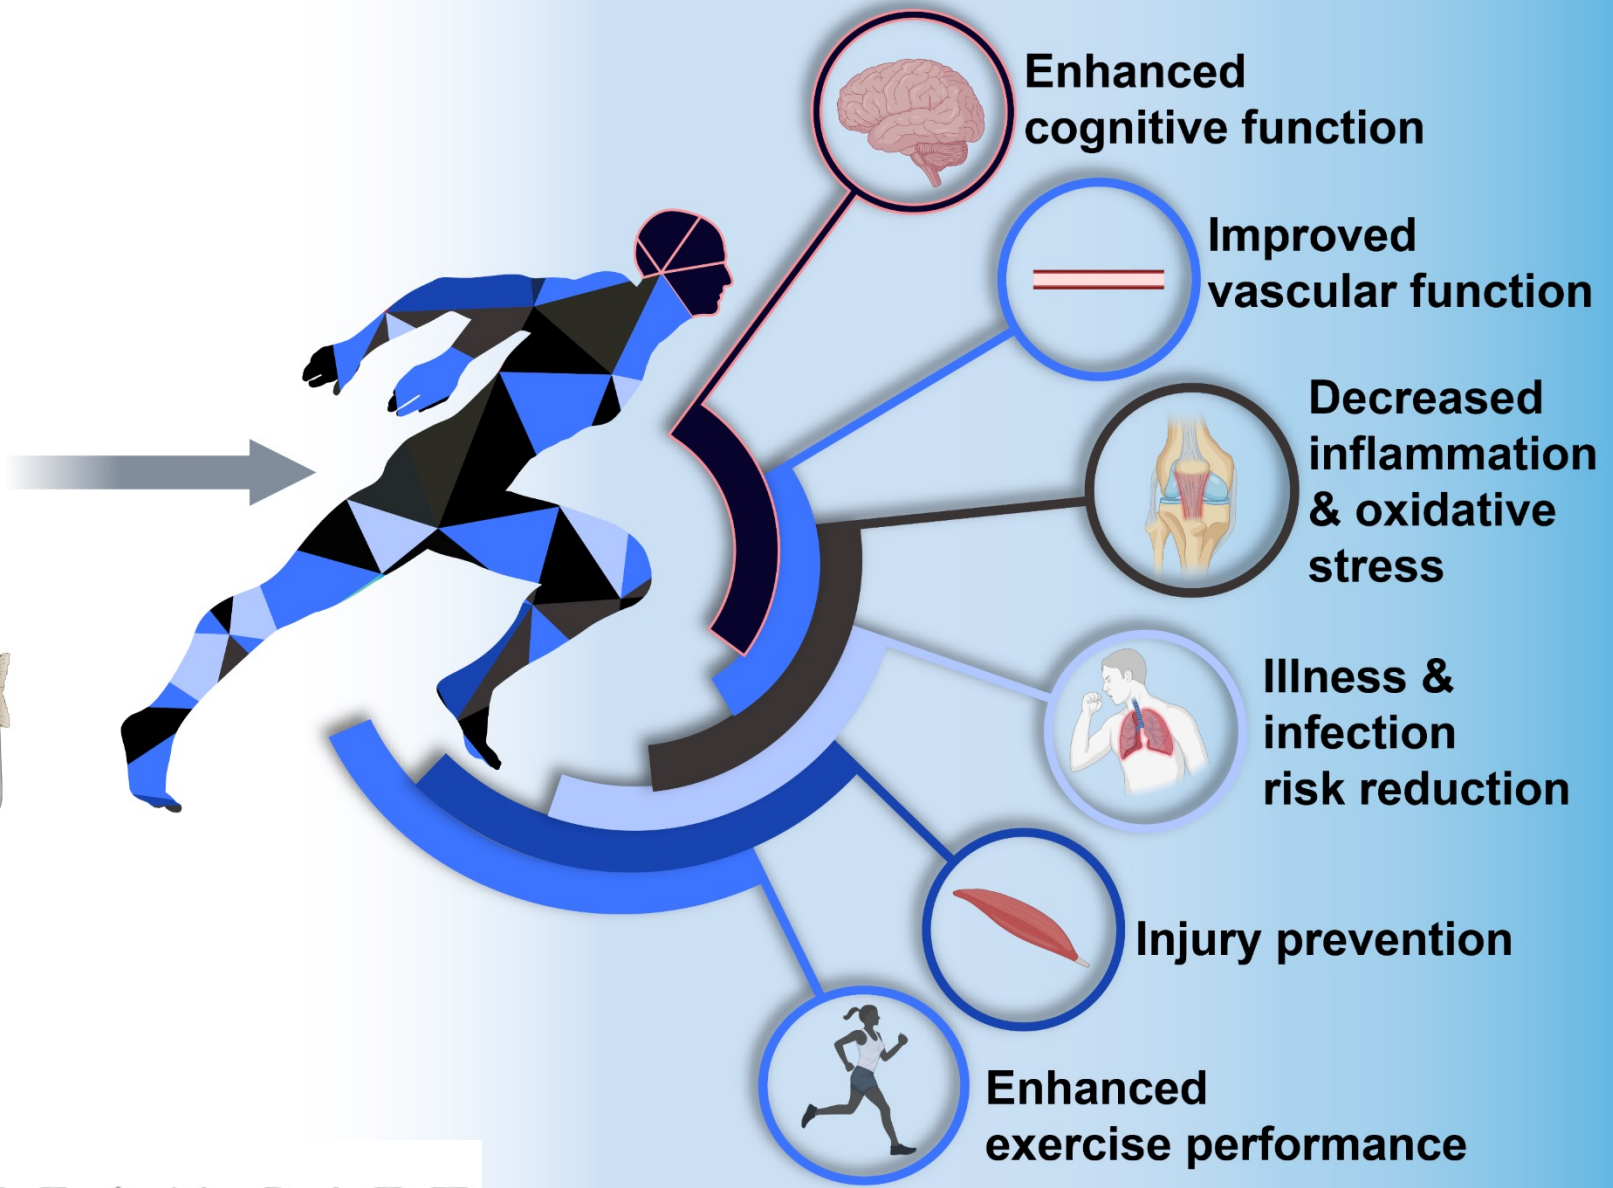 Enhanced
cognitive function
Improved
vascular function
Decreased
inflammation
& oxidative
stress
Illness &
infection
risk reduction
Injury prevention
Enhanced
exercise performance